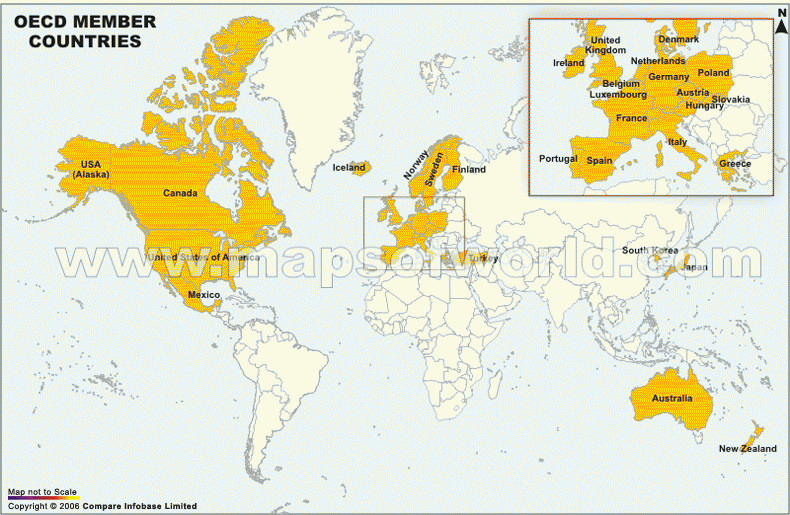 OECD MEMBER
COUNTRIES
N
United
Kingdom
Denmark
Ireland
Netherlands
Germany
Poland
Belgium
Luxembourg
Austria
Hungary
Slovakia
France
Italy
Portugal
Spain
Greece
USA
(Alaska)
Canada
Iceland
Norway
Sweden
Finland
www.mapsofworld.com
United States of America
Turkey
South Korea
Japan
Mexico
Australia
New Zealand
Map not to Scale
Copyright © 2006 Compare Infobase Limited